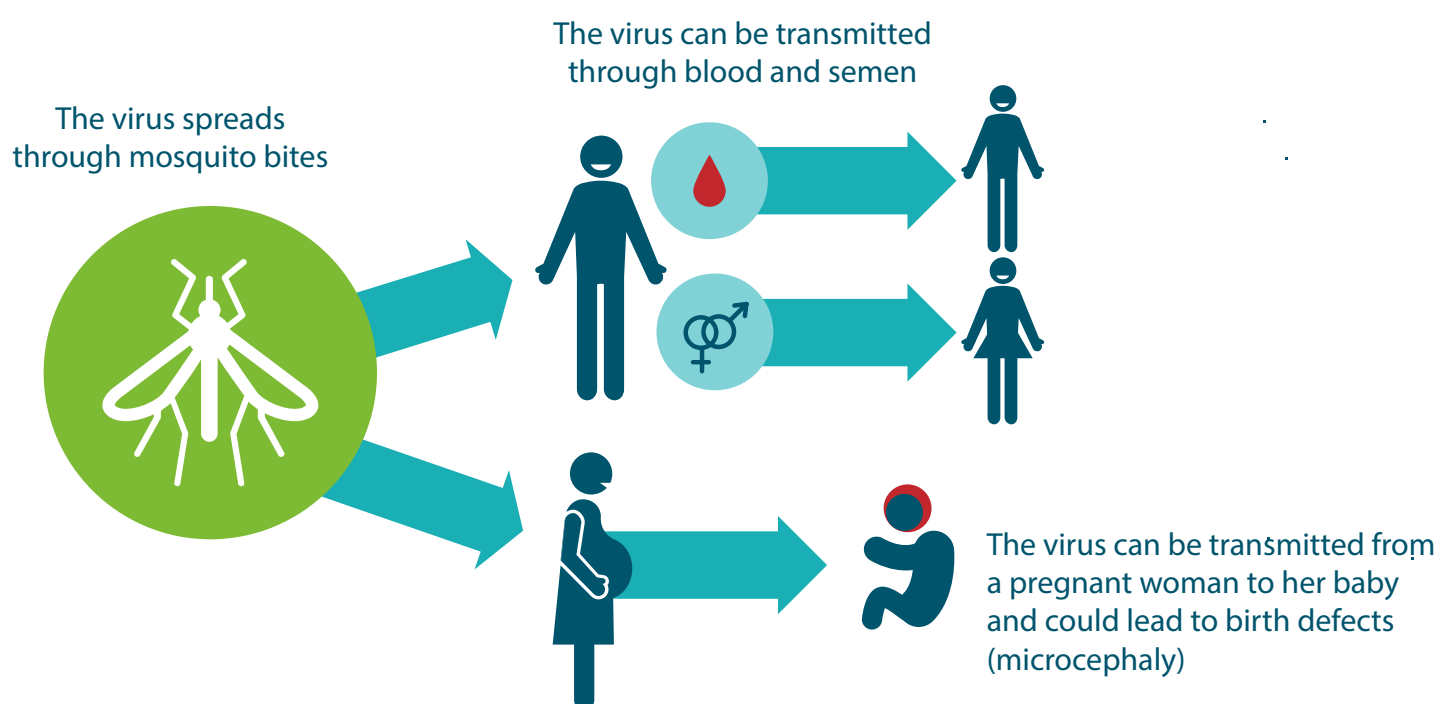 The virus can be transmitted
through blood and semen
The virus spreads
through mosquito bites
The virus can be transmitted from
a pregnant woman to her baby
and could lead to birth defects
(microcephaly)